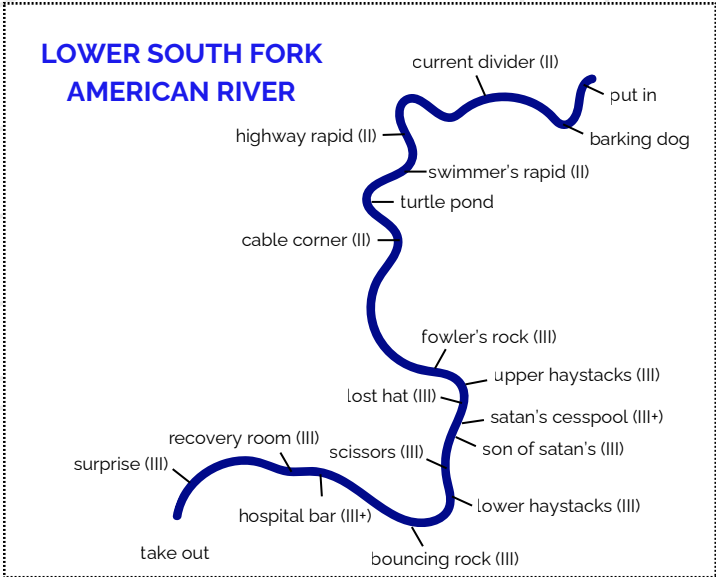 LOWER SOUTH FORK
AMERICAN RIVER
current divider (II)
put in
barking dog
highway rapid (II)
swimmer's rapid (II)
turtle pond
cable corner (II)
fowler's rock (III)
upper haystacks (III)
lost hat (III)
satan's cesspool (III+)
son of satan's (III)
scissors (III)
lower haystacks (III)
bouncing rock (III)
hospital bar (III+)
recovery room (III)
surprise (III)
take out